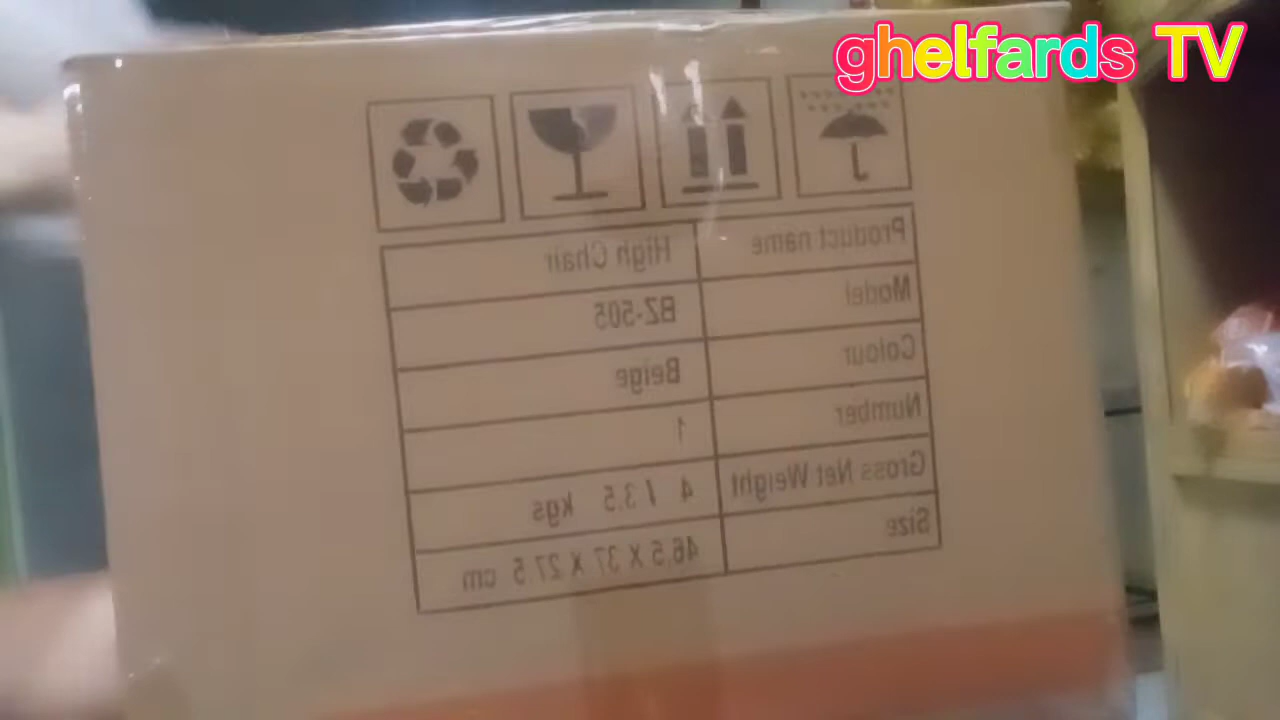 ghelfards TV
Product name High Chair
Model BZ-505
Colour Beige
Number 1
Gross Net Weight 4 / 3.5 kgs
Size 46.5 X 37 X 27.5 cm